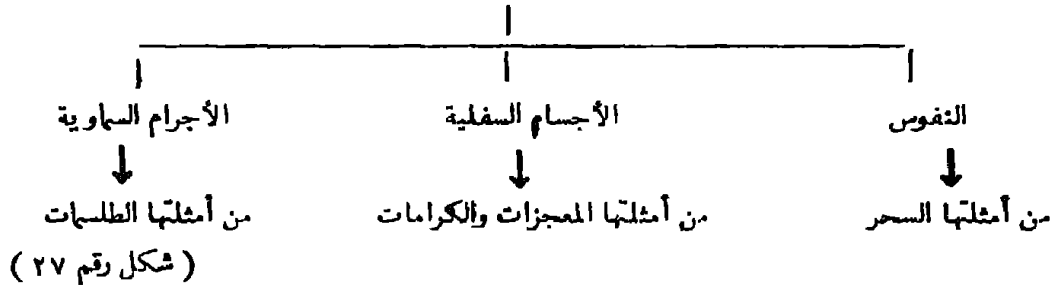 النفوس الأجسام السفلية الأجرام السماوية
من أمثلتها السحر من أمثلتها المعجزات والكرامات من أمثلتها الطلسمات
( شكل رقم ٢٧ )